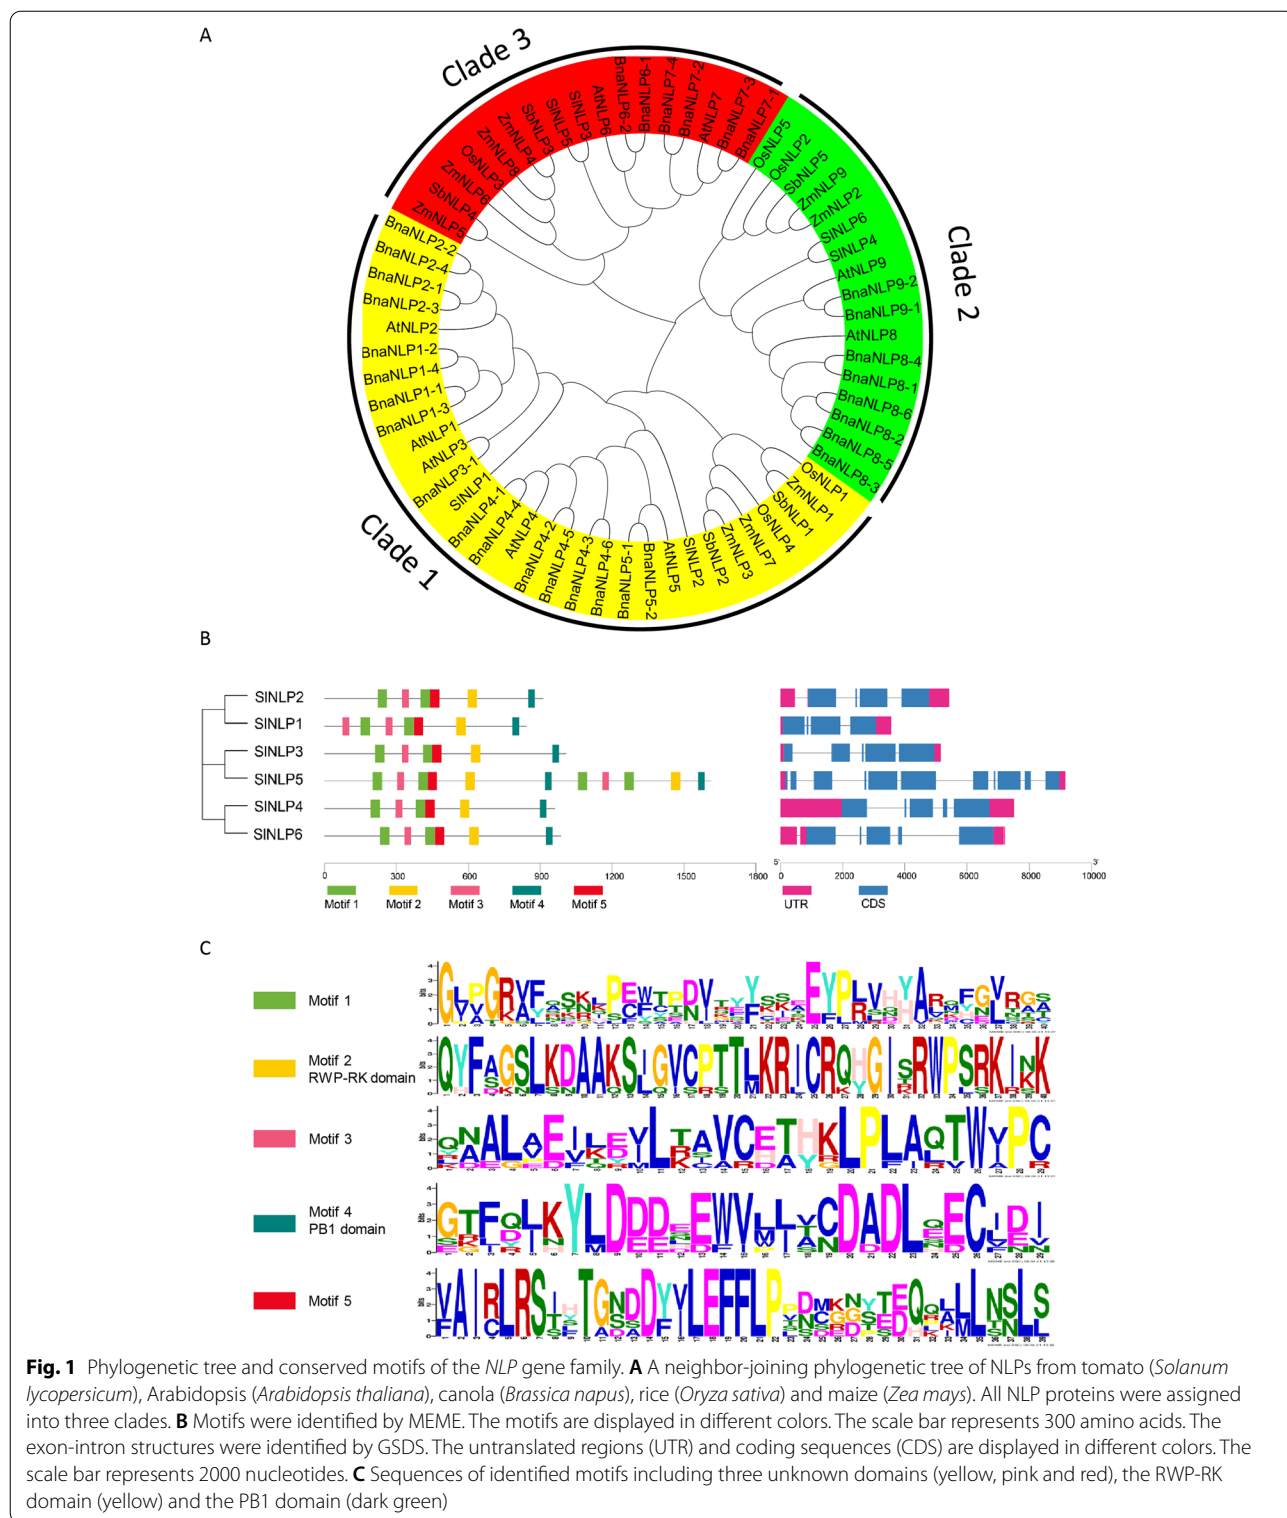 A
Clade 3
Clade 2
Clade 1
ZmNLP5
SbNLP4
ZmNLP6
OsNLP3
ZmNLP8
ZmNLP4
SbNLP3
SlNLP5
SlNLP3
AtNLP6
BnaNLP6-2
BnaNLP6-1
BnaNLP7-4
BnaNLP7-2
AtNLP7
BnaNLP7-3
BnaNLP7-1
OsNLP5
OsNLP2
SbNLP5
ZmNLP9
ZmNLP2
SlNLP6
SlNLP4
AtNLP9
BnaNLP9-2
BnaNLP9-1
AtNLP8
BnaNLP8-4
BnaNLP8-1
BnaNLP8-6
BnaNLP8-2
BnaNLP8-5
BnaNLP8-3
OsNLP1
ZmNLP1
SbNLP1
OsNLP4
ZmNLP7
ZmNLP3
SbNLP2
SlNLP2
AtNLP5
BnaNLP5-2
BnaNLP5-1
BnaNLP4-6
BnaNLP4-3
BnaNLP4-5
BnaNLP4-2
AtNLP4
BnaNLP4-4
BnaNLP4-1
SlNLP1
BnaNLP3-1
AtNLP3
AtNLP1
BnaNLP1-3
BnaNLP1-1
BnaNLP1-4
BnaNLP1-2
AtNLP2
BnaNLP2-3
BnaNLP2-1
BnaNLP2-4
BnaNLP2-2
B
SlNLP2
SlNLP1
SlNLP3
SlNLP5
SlNLP4
SlNLP6
0 300 600 900 1200 1500 1800
Motif 1 Motif 2 Motif 3 Motif 4 Motif 5
5' 3'
0 2000 4000 6000 8000 10000
UTR CDS
C
Motif 1
Motif 2
RWP-RK domain
Motif 3
Motif 4
PB1 domain
Motif 5
Fig. 1 Phylogenetic tree and conserved motifs of the NLP gene family. A A neighbor-joining phylogenetic tree of NLPs from tomato (Solanum
lycopersicum), Arabidopsis (Arabidopsis thaliana), canola (Brassica napus), rice (Oryza sativa) and maize (Zea mays). All NLP proteins were assigned
into three clades. B Motifs were identified by MEME. The motifs are displayed in different colors. The scale bar represents 300 amino acids. The
exon-intron structures were identified by GSDS. The untranslated regions (UTR) and coding sequences (CDS) are displayed in different colors. The
scale bar represents 2000 nucleotides. C Sequences of identified motifs including three unknown domains (yellow, pink and red), the RWP-RK
domain (yellow) and the PB1 domain (dark green)